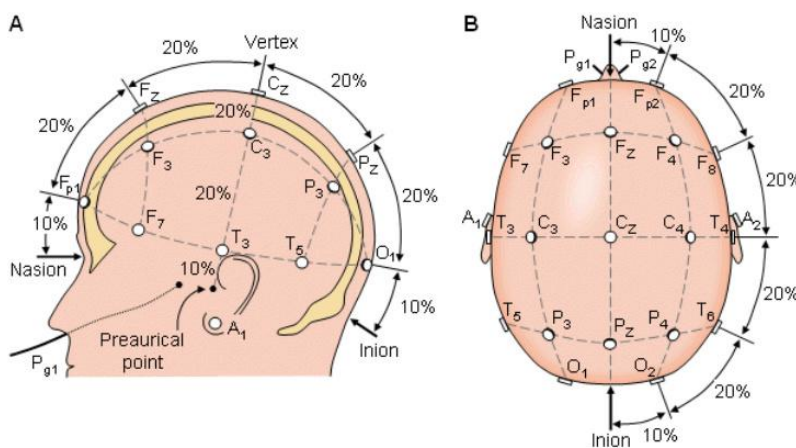 A
20%
Vertex
Cz
20%
Fz
20%
20%
Pz
F3
C3
20%
P3
Fp1
10%
F7
T3
T5
O1
Nasion
10%
10%
Preaurical
point
A1
Inion
Pg1
B
Nasion
10%
Pg1
Pg2
Fp1
Fp2
20%
F7
F3
Fz
F4
F8
20%
A1
T3
C3
Cz
C4
T4
A2
20%
T5
P3
Pz
P4
T6
O1
O2
20%
Inion
10%